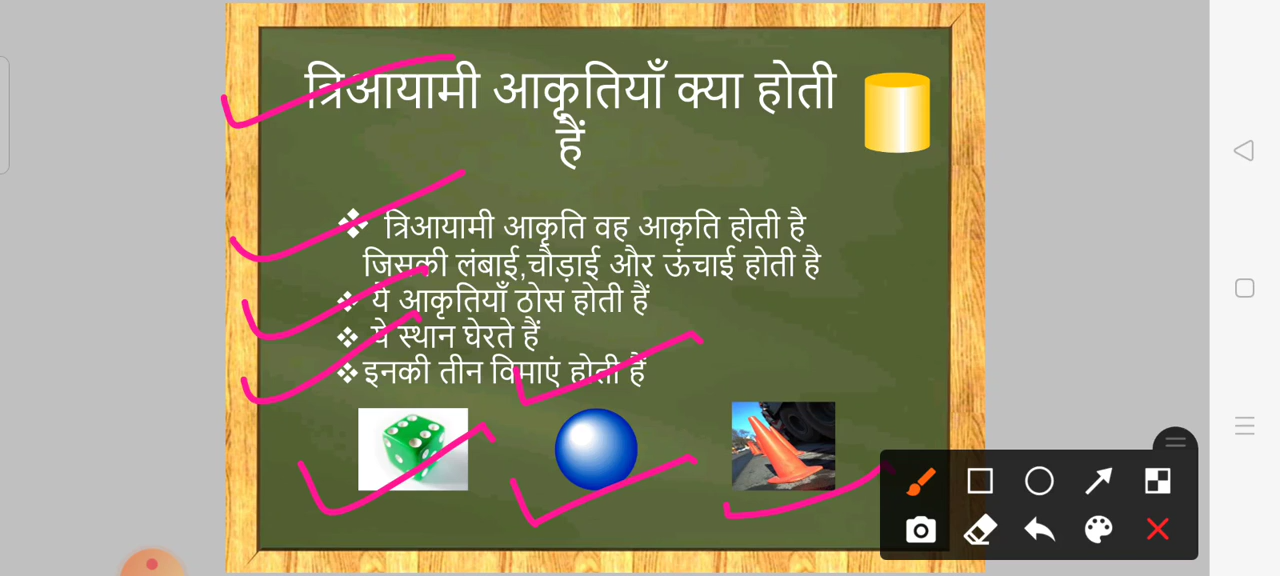 त्रिआयामी आकृतियाँ क्या होती
हैं
❖ त्रिआयामी आकृति वह आकृति होती है
जिसकी लंबाई,चौड़ाई और ऊंचाई होती है
❖ ये आकृतियाँ ठोस होती हैं
❖ ये स्थान घेरते हैं
❖ इनकी तीन विमाएं होती हैं